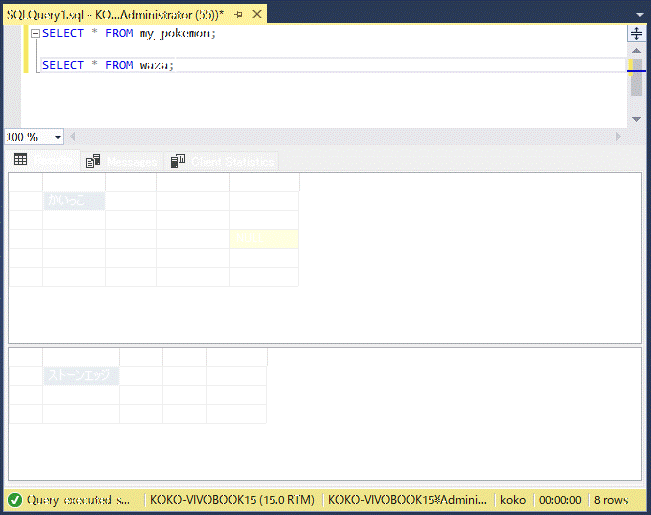 SQLQuery1.sql - KO...Administrator (55))*
SELECT * FROM my_pokemon;
SELECT * FROM waza;
100 %
Results Messages Client Statistics
かいっこ
ストーンエッジ
Query executed s... KOKO-VIVOBOOK15 (15.0 RTM) KOKO-VIVOBOOK15¥Admini... koko 00:00:00 8 rows